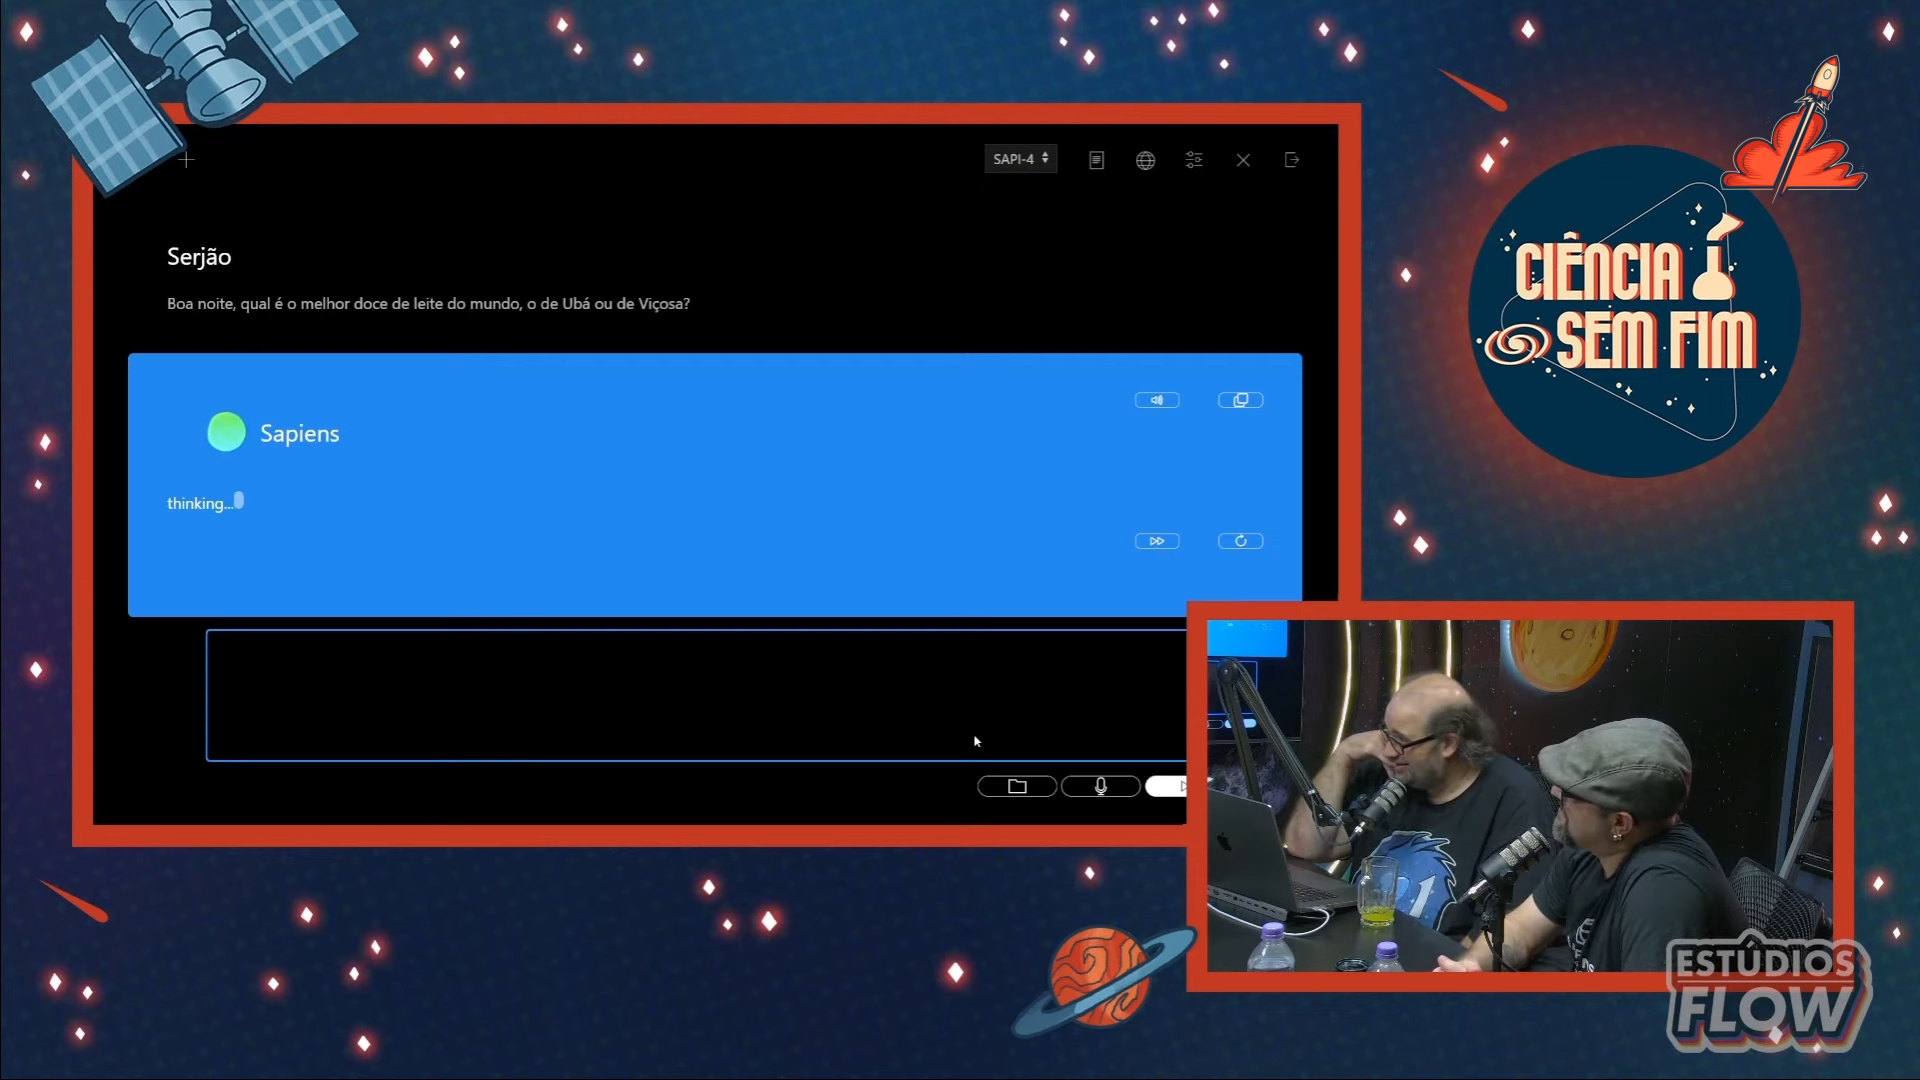 SAPI-4
Serjão
Boa noite, qual é o melhor doce de leite do mundo, o de Ubá ou de Viçosa?
Sapiens
thinking...
CIÊNCIA
SEM FIM
ESTÚDIOS
FLOW